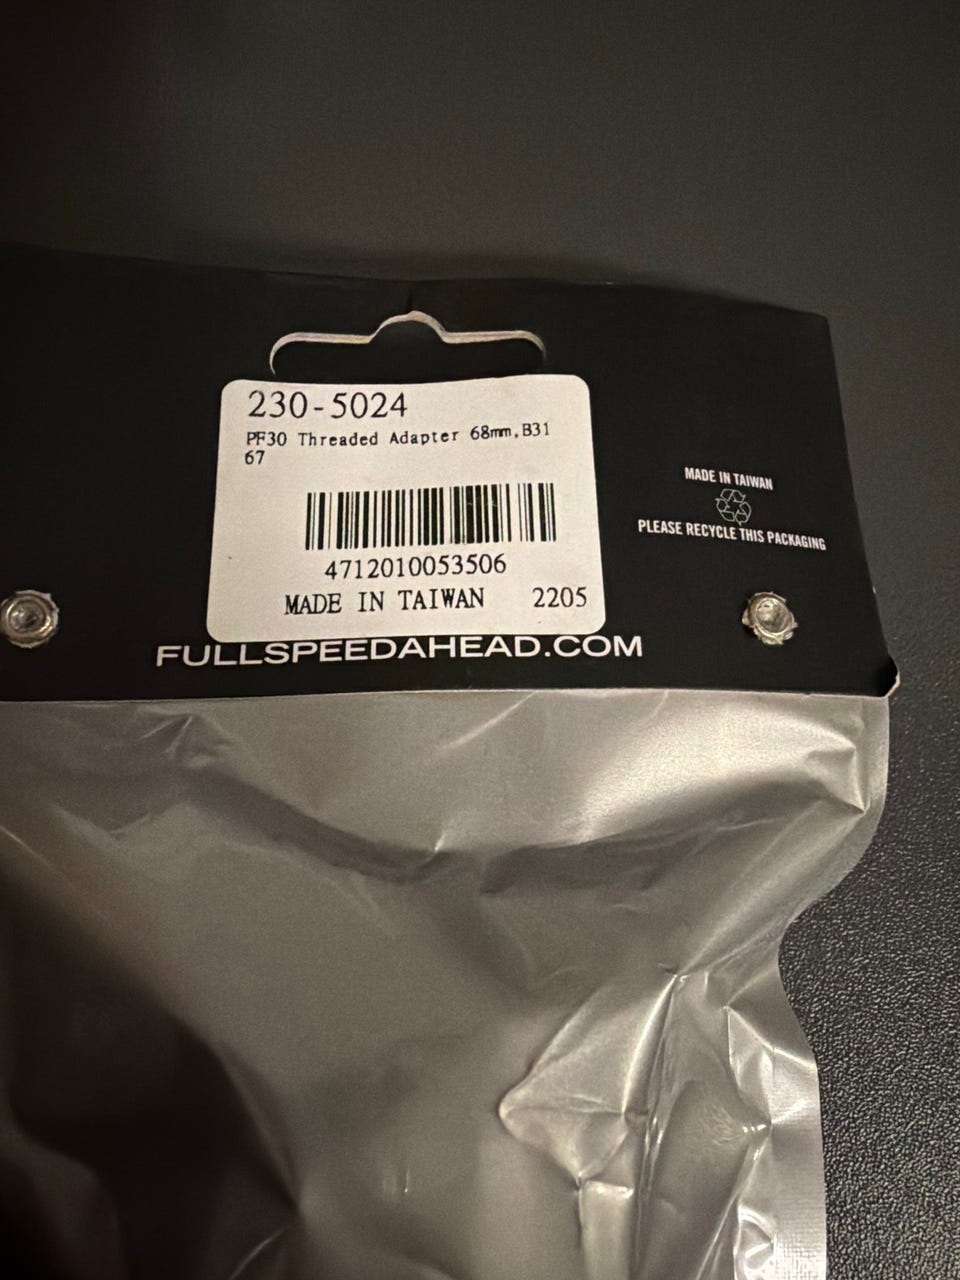 230-5024
PF30 Threaded Adapter 68mm,B31
67
4712010053506
MADE IN TAIWAN 2205
MADE IN TAIWAN
PLEASE RECYCLE THIS PACKAGING
FULLSPEEDAHEAD.COM